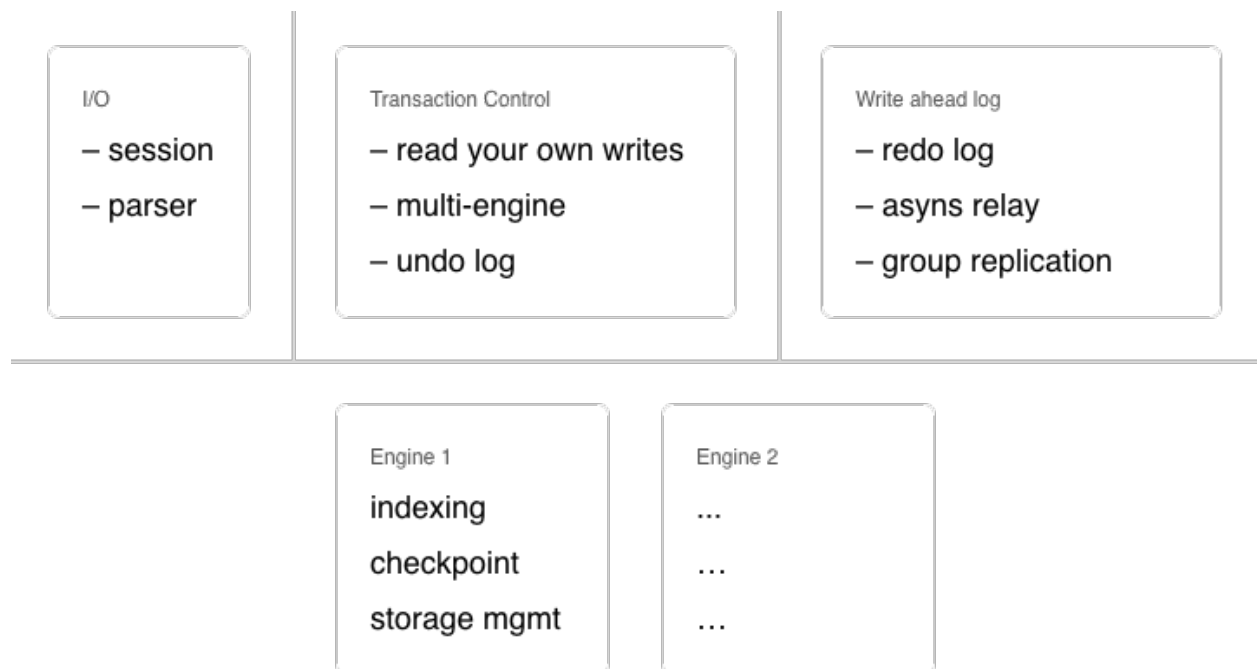 I/O
– session
– parser
Transaction Control
– read your own writes
– multi-engine
– undo log
Write ahead log
– redo log
– asyns relay
– group replication
Engine 1
indexing
checkpoint
storage mgmt
Engine 2
...
…
…